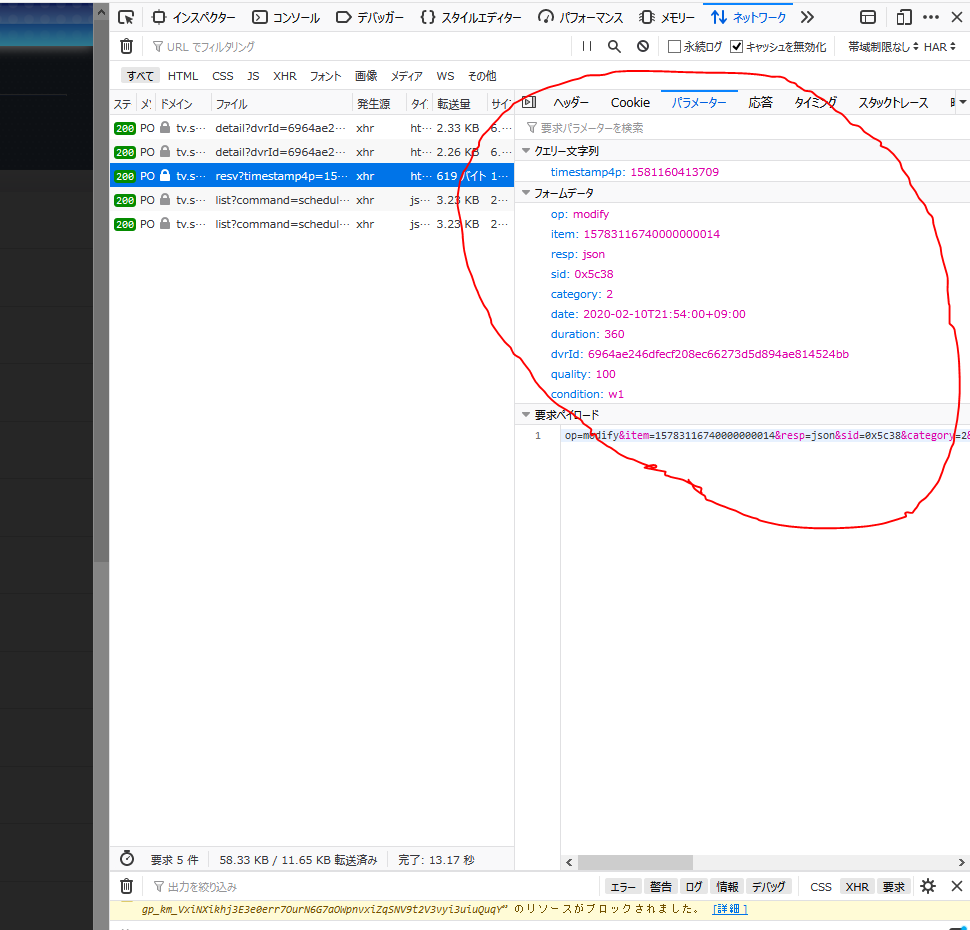 インスペクター コンソール デバッガー スタイルエディター パフォーマンス メモリー ネットワーク
URL でフィルタリング 永続ログ キャッシュを無効化 帯域制限なし HAR
すべて HTML CSS JS XHR フォント 画像 メディア WS その他
ステ メソ ドメイン ファイル 発生源 タイ 転送量 サイ ヘッダー Cookie パラメーター 応答 タイミング スタックトレース
要求パラメーターを検索
200 PO tv.s… detail?dvrId=6964ae2… xhr ht… 2.33 KB 6.…
200 PO tv.s… detail?dvrId=6964ae2… xhr ht… 2.26 KB 6.…
200 PO tv.s… resv?timestamp4p=15… xhr ht… 619 バイト 1…
200 PO tv.s… list?command=schedul… xhr js… 3.23 KB 2…
200 PO tv.s… list?command=schedul… xhr js… 3.23 KB 2…
クエリー文字列
timestamp4p: 1581160413709
フォームデータ
op: modify
item: 15783116740000000014
resp: json
sid: 0x5c38
category: 2
date: 2020-02-10T21:54:00+09:00
duration: 360
dvrId: 6964ae246dfecf208ec66273d5d894ae814524bb
quality: 100
condition: w1
要求ペイロード
1 op=modify&item=15783116740000000014&resp=json&sid=0x5c38&category=2&
要求 5 件 58.33 KB / 11.65 KB 転送済み 完了: 13.17 秒
出力を絞り込み エラー 警告 ログ 情報 デバッグ CSS XHR 要求
gp_km_VxiNXikhj3E3e0err7OurN6G7aOWpnvxiZqSNV9t2V3vyi3uiuQuqY” のリソースがブロックされました。 [詳細]